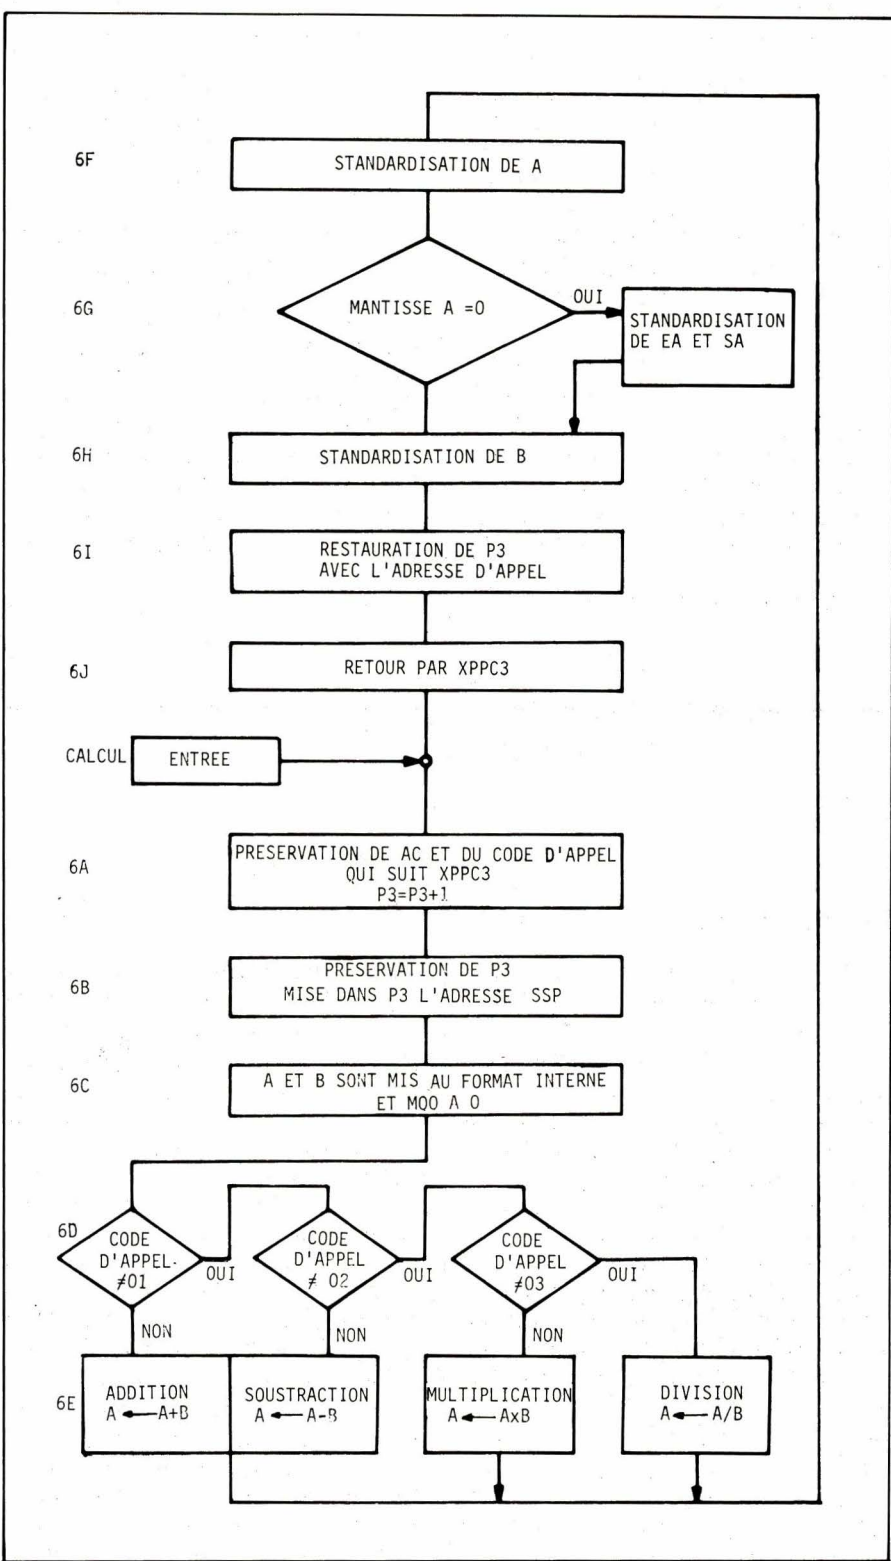 6F
STANDARDISATION DE A
6G
MANTISSE A =0
OUI
STANDARDISATION
DE EA ET SA
6H
STANDARDISATION DE B
6I
RESTAURATION DE P3
AVEC L'ADRESSE D'APPEL
6J
RETOUR PAR XPPC3
CALCUL
ENTREE
6A
PRESERVATION DE AC ET DU CODE D'APPEL
QUI SUIT XPPC3
P3=P3+1
6B
PRESERVATION DE P3
MISE DANS P3 L'ADRESSE SSP
6C
A ET B SONT MIS AU FORMAT INTERNE
ET MQO A O
6D
CODE
D'APPEL
≠01
OUI
NON
CODE
D'APPEL
≠ 02
OUI
NON
CODE
D'APPEL
≠03
OUI
NON
6E
ADDITION
A ← A+B
SOUSTRACTION
A ← A-B
MULTIPLICATION
A ← AxB
DIVISION
A ← A/B